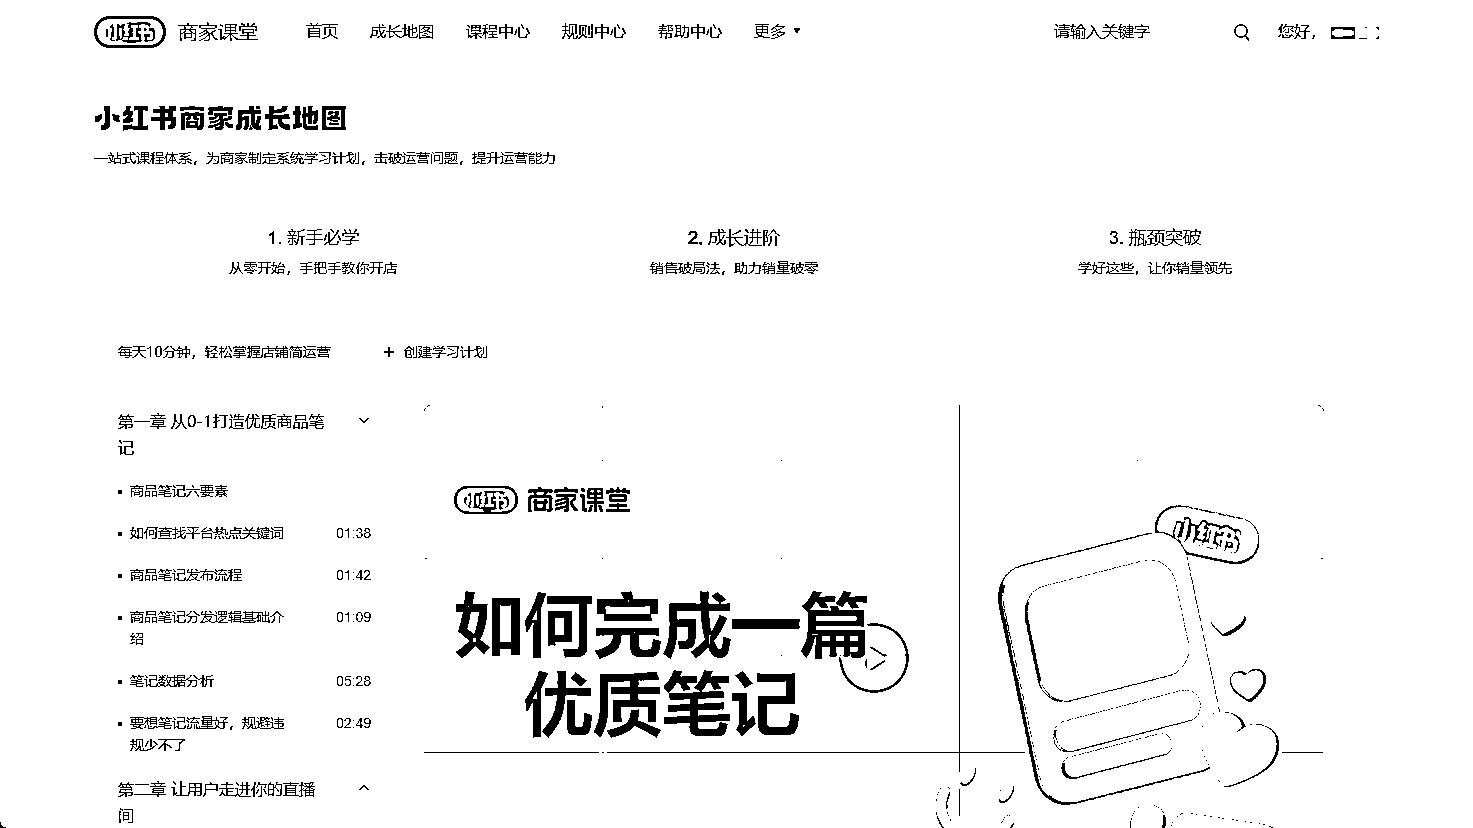 小红书 商家课堂 首页 成长地图 课程中心 规则中心 帮助中心 更多 请输入关键字 您好，
小红书商家成长地图
一站式课程体系，为商家制定系统学习计划，击破运营问题，提升运营能力
1. 新手必学
从零开始，手把手教你开店
2. 成长进阶
销售破局法，助力销量破零
3. 瓶颈突破
学好这些，让你销量领先
每天10分钟，轻松掌握店铺简运营 + 创建学习计划
第一章 从0-1打造优质商品笔
记
商品笔记六要素
如何查找平台热点关键词 01:38
商品笔记发布流程 01:42
商品笔记分发逻辑基础介 01:09
绍
笔记数据分析 05:28
要想笔记流量好，规避违 02:49
规少不了
第二章 让用户走进你的直播
间
小红书 商家课堂
如何完成一篇
优质笔记
小红书